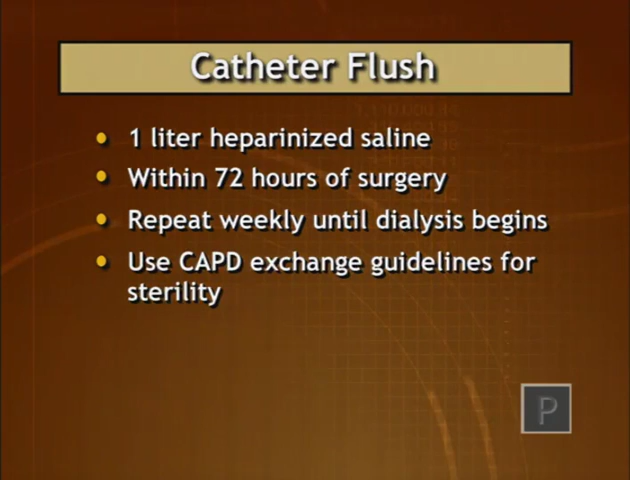 Catheter Flush
• 1 liter heparinized saline
• Within 72 hours of surgery
• Repeat weekly until dialysis begins
• Use CAPD exchange guidelines for
sterility
P